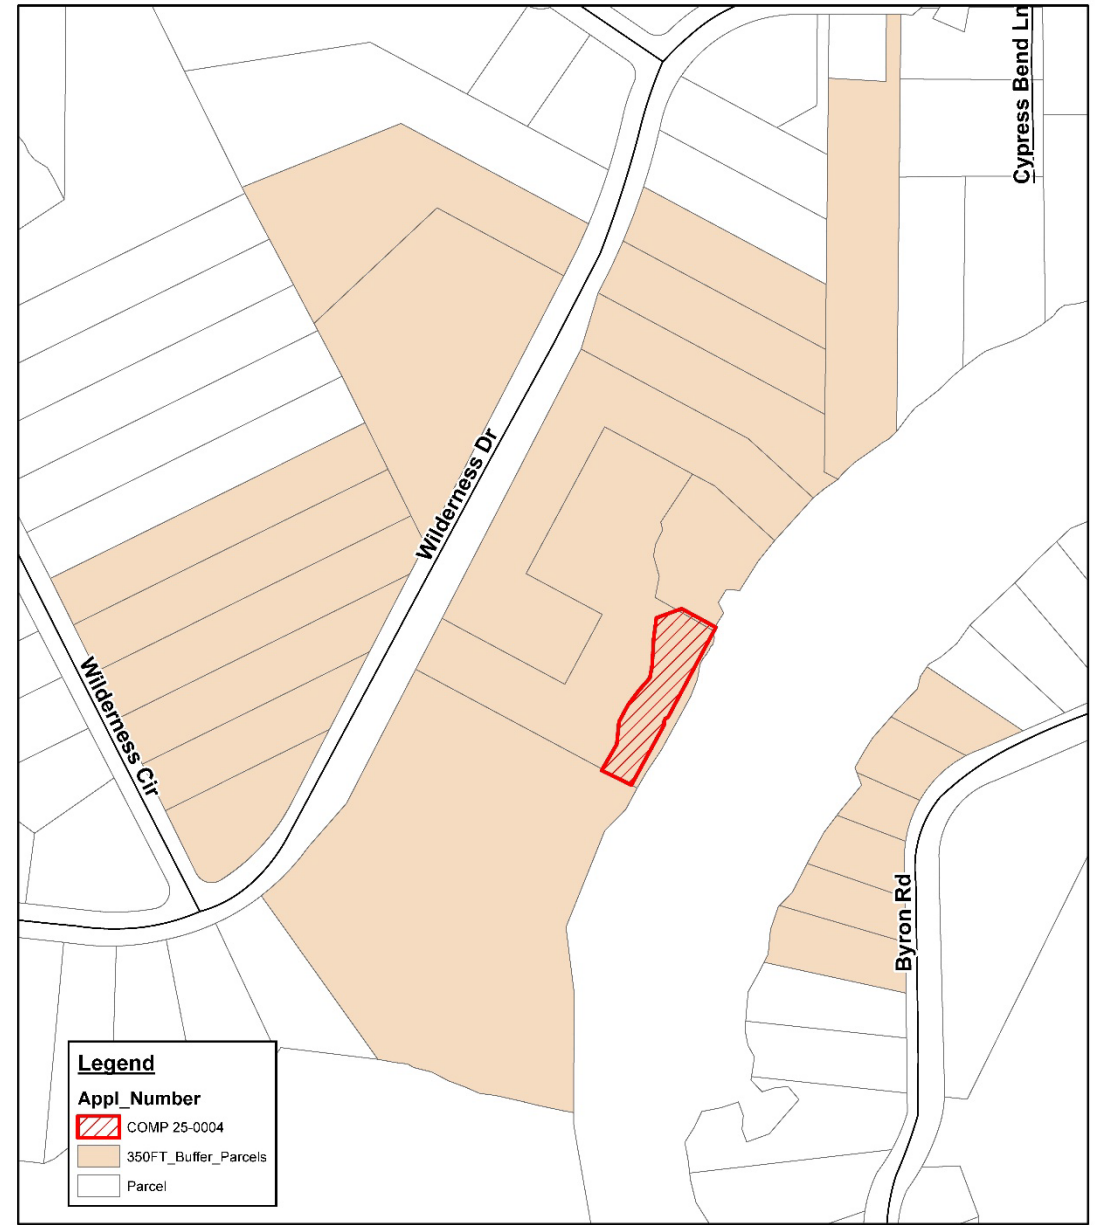 Cypress Bend Ln
Wilderness Dr
Wilderness Cir
Byron Rd
Legend
Appl_Number
COMP 25-0004
350FT_Buffer_Parcels
Parcel